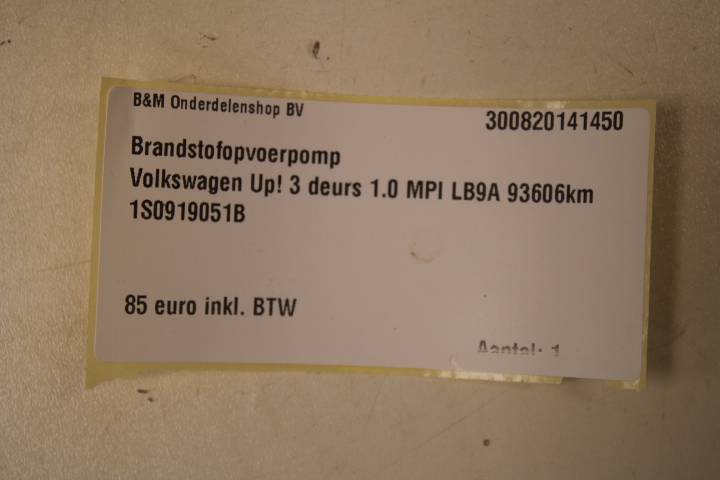 B&M Onderdelenshop BV
300820141450
Brandstofopvoerpomp
Volkswagen Up! 3 deurs 1.0 MPI LB9A 93606km
1S0919051B
85 euro inkl. BTW
Aantal: 1